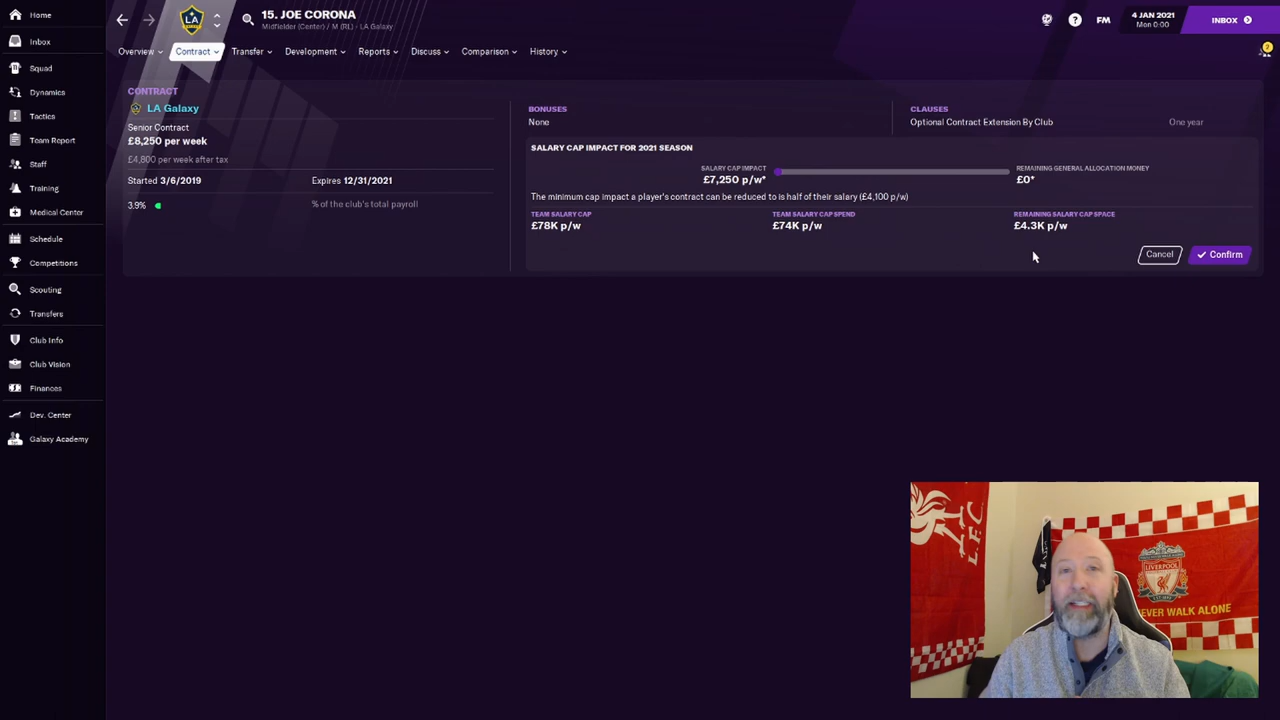 Home
Inbox
Squad
Dynamics
Tactics
Team Report
Staff
Training
Medical Center
Schedule
Competitions
Scouting
Transfers
Club Info
Club Vision
Finances
Dev. Center
Galaxy Academy
LA
15. JOE CORONA
Midfielder (Center) / M (RL) - LA Galaxy
FM
4 JAN 2021
Mon 0:00
INBOX
2
Overview
Contract
Transfer
Development
Reports
Discuss
Comparison
History
CONTRACT
LA Galaxy
Senior Contract
£8,250 per week
£4,800 per week after tax
Started 3/6/2019
Expires 12/31/2021
3.9%
% of the club's total payroll
BONUSES
None
CLAUSES
Optional Contract Extension By Club
One year
SALARY CAP IMPACT FOR 2021 SEASON
SALARY CAP IMPACT
£7,250 p/w*
REMAINING GENERAL ALLOCATION MONEY
£0*
The minimum cap impact a player's contract can be reduced to is half of their salary (£4,100 p/w)
TEAM SALARY CAP
£78K p/w
TEAM SALARY CAP SPEND
£74K p/w
REMAINING SALARY CAP SPACE
£4.3K p/w
Cancel
Confirm
L.F.C
LIVERPOOL
EVER WALK ALONE